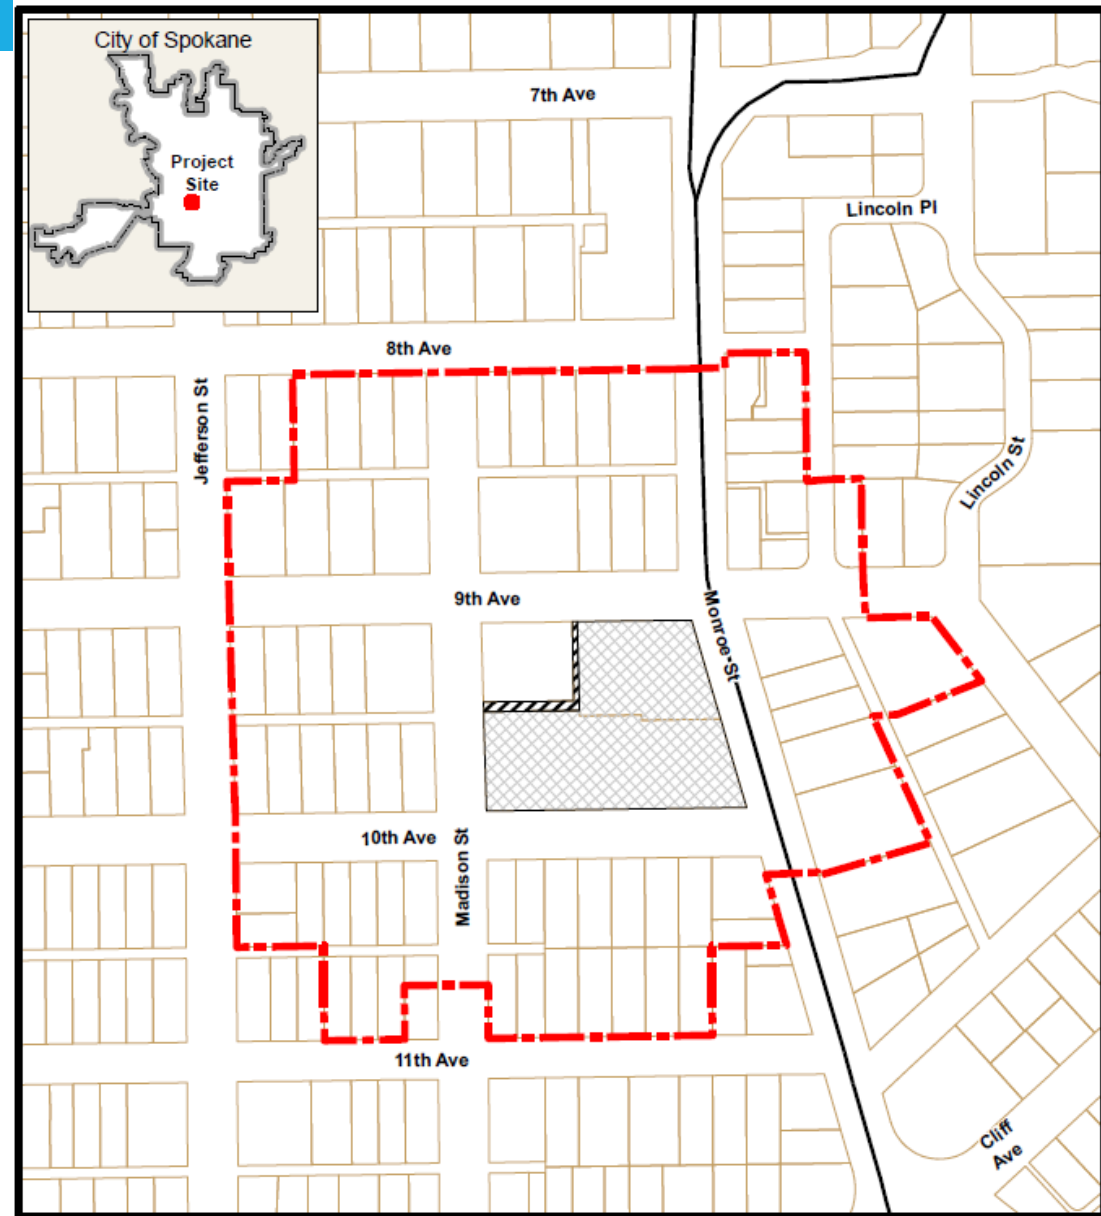 City of Spokane
Project
Site
7th Ave
Lincoln Pl
8th Ave
Jefferson St
Lincoln St
9th Ave
Monroe St
10th Ave
Madison St
11th Ave
Cliff
Ave